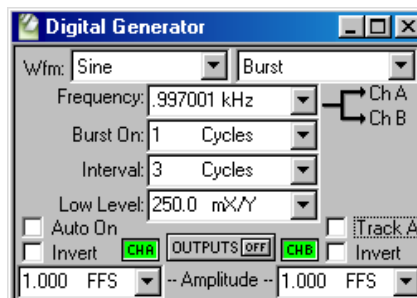 Digital Generator
Wfm: Sine Burst
Frequency: .997001 kHz
Ch A
Ch B
Burst On: 1 Cycles
Interval: 3 Cycles
Low Level: 250.0 mX/Y
Auto On Track A
Invert CHA OUTPUTS OFF CHB Invert
1.000 FFS -- Amplitude -- 1.000 FFS